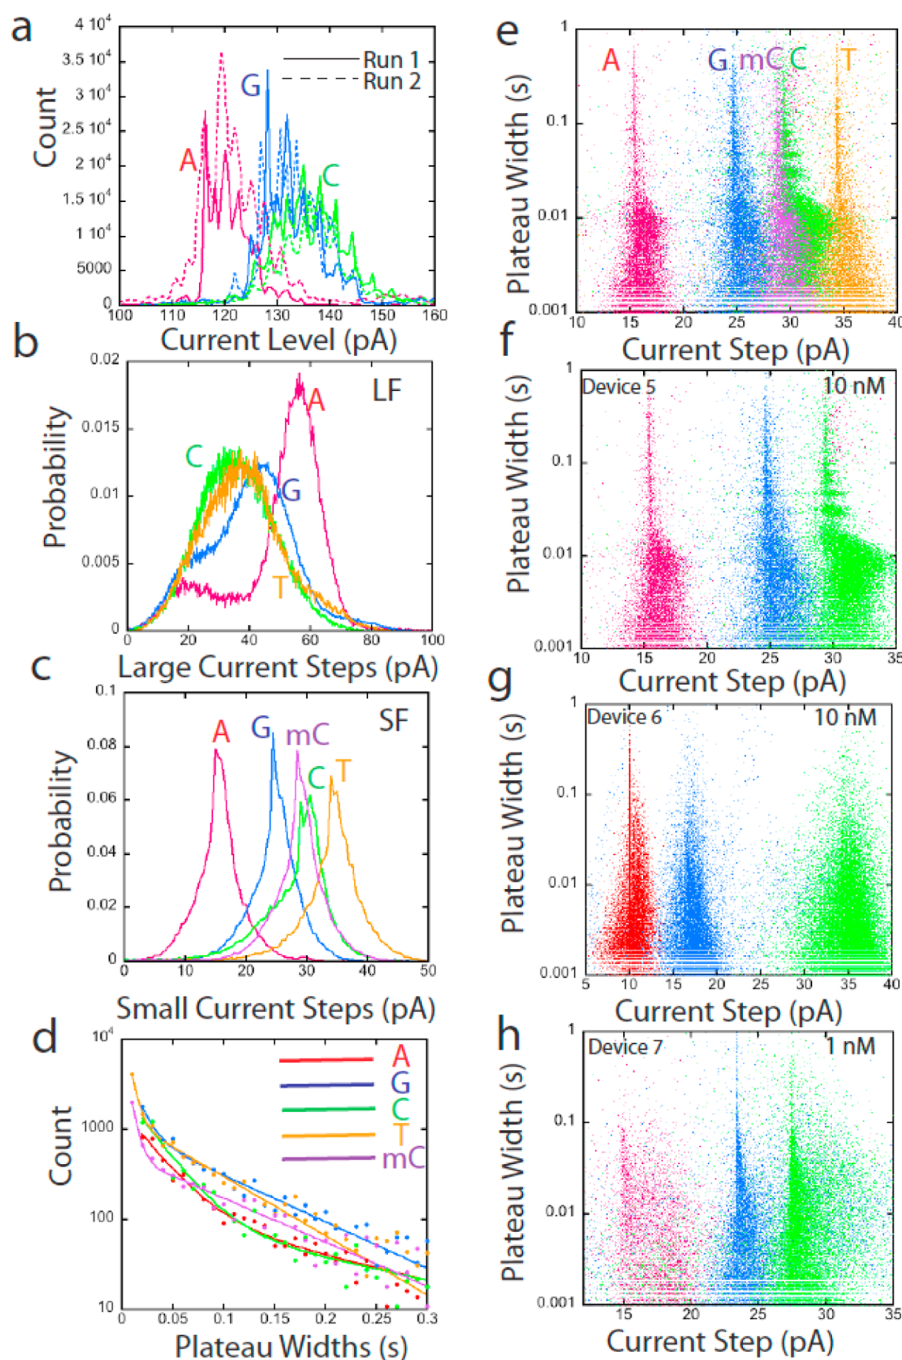 a
Count
4 10⁴
3.5 10⁴
3 10⁴
2.5 10⁴
2 10⁴
1.5 10⁴
1 10⁴
5000
0
A
G
C
Run 1
Run 2
100 120 130 140 150 160
Current Level (pA)
b
Probability
0.02
0.015
0.01
0.005
0
LF
C
A
G
T
0 20 40 60 80 100
Large Current Steps (pA)
c
Probability
0.1
0.08
0.06
0.04
0.02
0
SF
A
G
mC
C
T
0 10 20 30 40 50
Small Current Steps (pA)
d
Count
10⁴
1000
100
10
A
G
C
T
mC
0 0.05 0.1 0.15 0.2 0.25 0.3
Plateau Widths (s)
e
Plateau Width (s)
1
0.1
0.01
0.001
A
G
mC
C
T
10 15 20 25 30 35 40
Current Step (pA)
f
Plateau Width (s)
1
0.1
0.01
0.001
Device 5
10 nM
10 15 20 25 30 35
Current Step (pA)
g
Plateau Width (s)
1
0.1
0.01
0.001
Device 6
10 nM
5 10 15 20 25 30 35 40
Current Step (pA)
h
Plateau Width (s)
1
0.1
0.01
0.001
Device 7
1 nM
15 20 25 30 35
Current Step (pA)